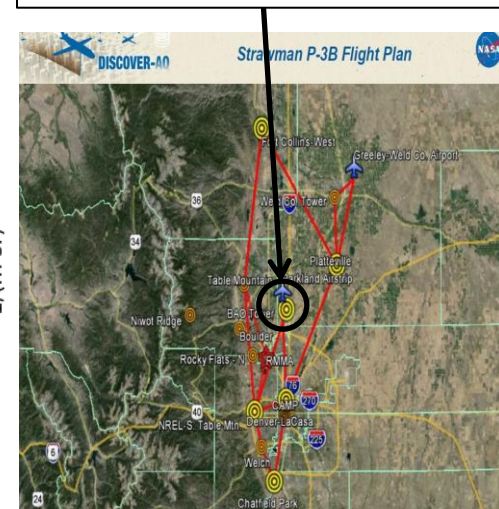 DISCOVER-AQ
Strawman P-3B Flight Plan
NASA
Fort Collins-West
Greeley-Weld Co. Airport
Weld Co. Tower
36
34
Platteville
Table Mountain
Parkland Airstrip
BAO Tower
Niwot Ridge
Boulder
Rocky Flats - N
RMMA
76
CAMP
270
40
Denver-LaCasa
NREL-S. Table Mtn
225
6
Welch
24
Chatfield Park